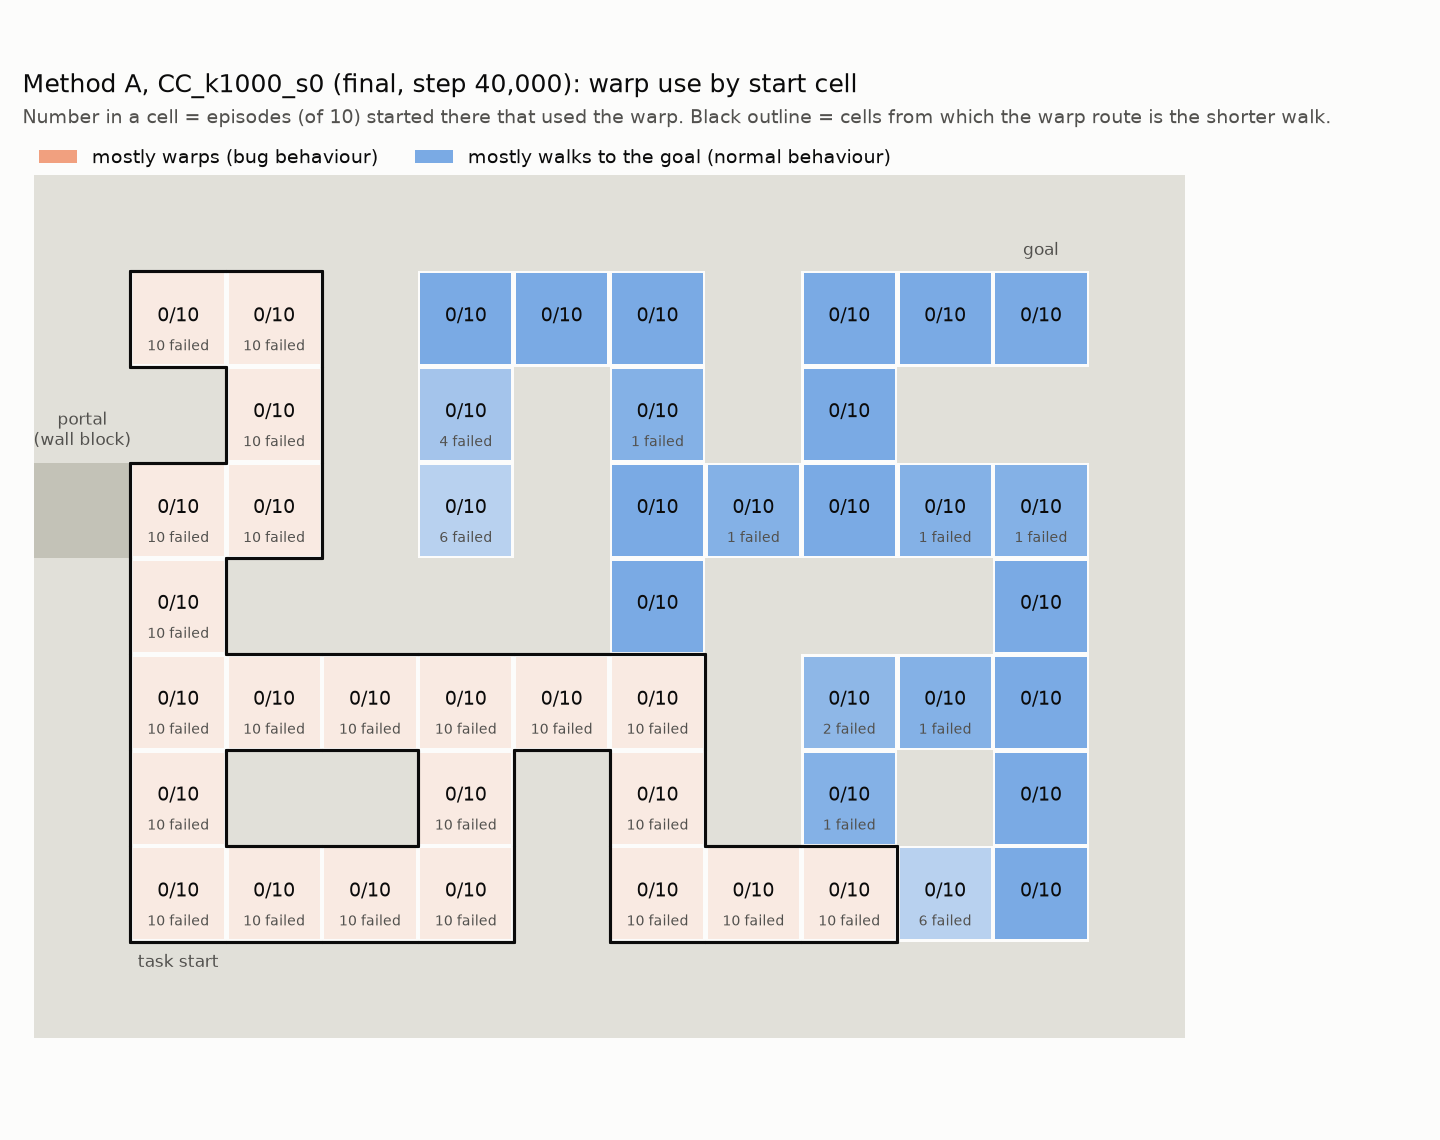 Method A, CC_k1000_s0 (final, step 40,000): warp use by start cell
Number in a cell = episodes (of 10) started there that used the warp. Black outline = cells from which the warp route is the shorter walk.
mostly warps (bug behaviour) mostly walks to the goal (normal behaviour)
goal
0/10 0/10 0/10 0/10 0/10 0/10 0/10 0/10
10 failed 10 failed
portal
(wall block)
0/10 0/10 0/10 0/10
10 failed 4 failed 1 failed
0/10 0/10 0/10 0/10 0/10 0/10 0/10 0/10
10 failed 10 failed 6 failed 1 failed 1 failed 1 failed
0/10 0/10 0/10
10 failed
0/10 0/10 0/10 0/10 0/10 0/10 0/10 0/10 0/10
10 failed 10 failed 10 failed 10 failed 10 failed 10 failed 2 failed 1 failed
0/10 0/10 0/10 0/10 0/10
10 failed 10 failed 10 failed 1 failed
0/10 0/10 0/10 0/10 0/10 0/10 0/10 0/10 0/10
10 failed 10 failed 10 failed 10 failed 10 failed 10 failed 10 failed 6 failed
task start